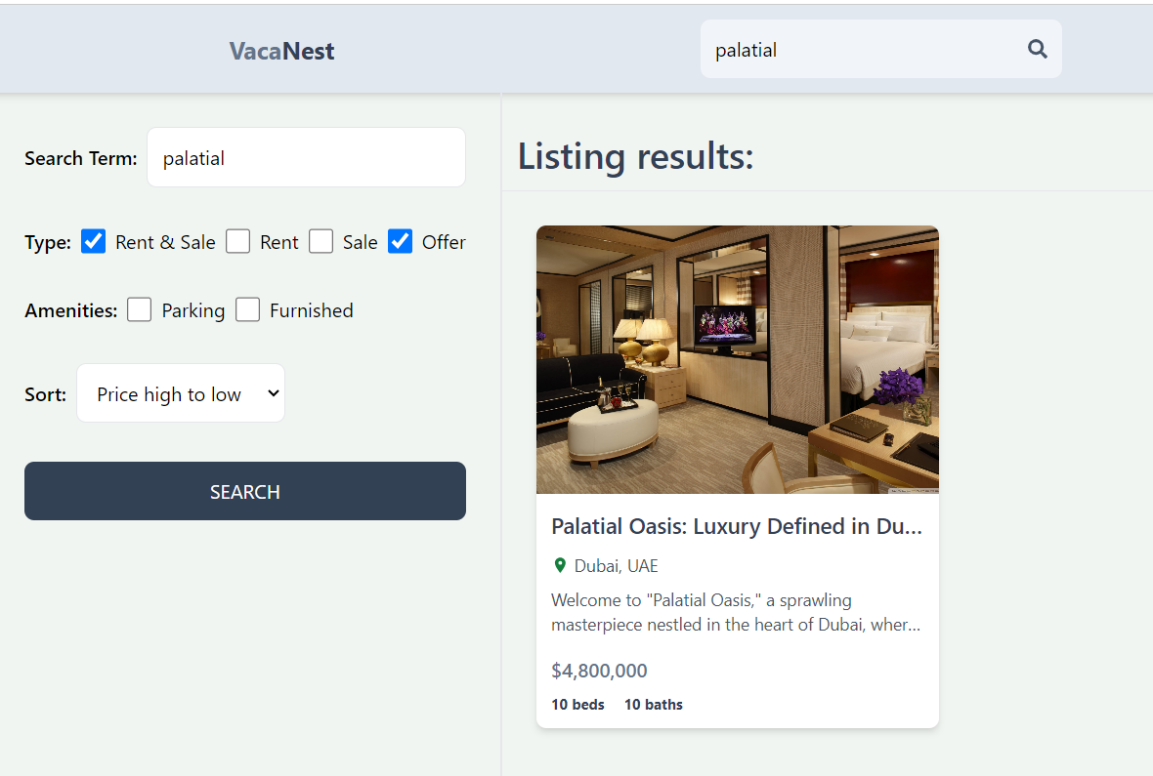 VacaNest
palatial
Search Term: palatial
Type: Rent & Sale Rent Sale Offer
Amenities: Parking Furnished
Sort: Price high to low
SEARCH
Listing results:
Palatial Oasis: Luxury Defined in Du...
Dubai, UAE
Welcome to "Palatial Oasis," a sprawling
masterpiece nestled in the heart of Dubai, wher...
$4,800,000
10 beds 10 baths